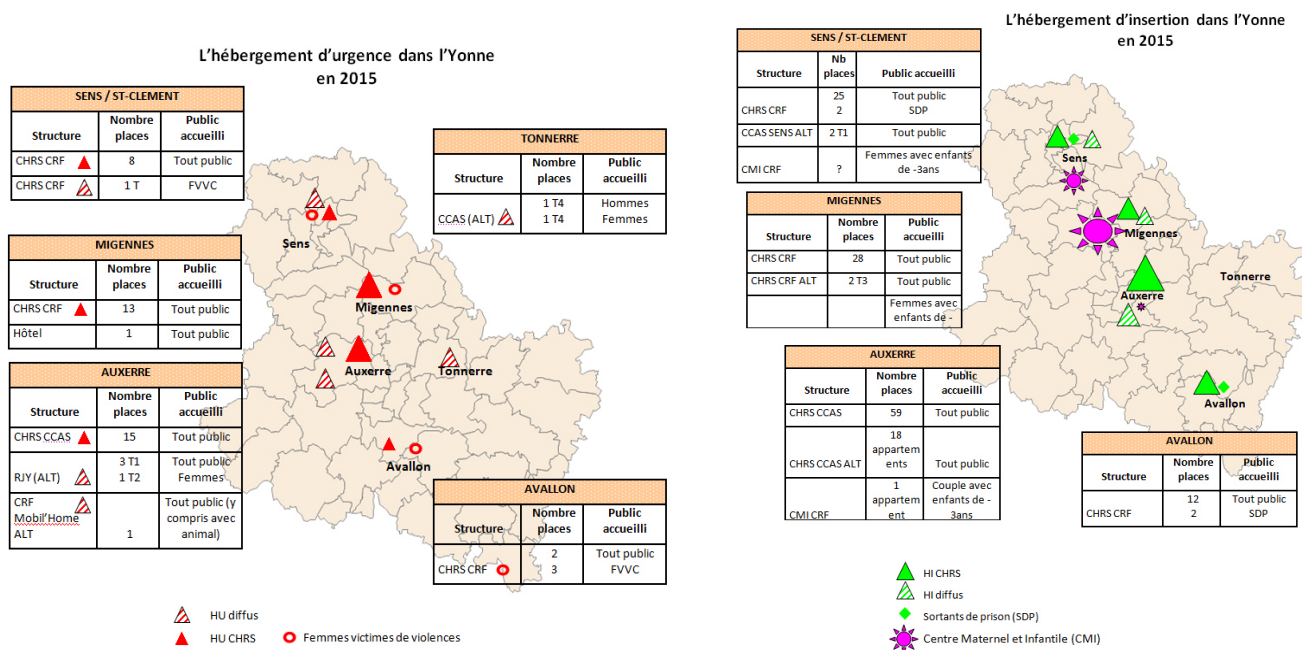 L'hébergement d'urgence dans l'Yonne
en 2015
SENS / ST-CLEMENT
Structure Nombre places Public accueilli
CHRS CRF 8 Tout public
CHRS CRF 1 T FVVC
MIGENNES
Structure Nombre places Public accueilli
CHRS CRF 13 Tout public
Hôtel 1 Tout public
AUXERRE
Structure Nombre places Public accueilli
CHRS CCAS 15 Tout public
3 T1 Tout public
RJY (ALT) 1 T2 Femmes
CRF Tout public (y
Mobil'Home compris avec
ALT 1 animal)
TONNERRE
Structure Nombre places Public accueilli
1 T4 Hommes
CCAS (ALT) 1 T4 Femmes
AVALLON
Structure Nombre places Public accueilli
2 Tout public
CHRS CRF 3 FVVC
Sens
Migennes
Auxerre
Tonnerre
Avallon
HU diffus
HU CHRS
Femmes victimes de violences
L'hébergement d'insertion dans l'Yonne
en 2015
SENS / ST-CLEMENT
Structure Nb places Public accueilli
25 Tout public
CHRS CRF 2 SDP
CCAS SENS ALT 2 T1 Tout public
CMI CRF ? Femmes avec enfants
de -3ans
MIGENNES
Structure Nombre places Public accueilli
CHRS CRF 28 Tout public
CHRS CRF ALT 2 T3 Tout public
Femmes avec
enfants de -
AUXERRE
Structure Nombre places Public accueilli
CHRS CCAS 59 Tout public
18
appartem
CHRS CCAS ALT ents Tout public
1 Couple avec
appartem enfants de -
CMI CRF ent 3ans
AVALLON
Structure Nombre places Public accueilli
12 Tout public
CHRS CRF 2 SDP
Sens
Migennes
Tonnerre
Auxerre
Avallon
HI CHRS
HI diffus
Sortants de prison (SDP)
Centre Maternel et Infantile (CMI)